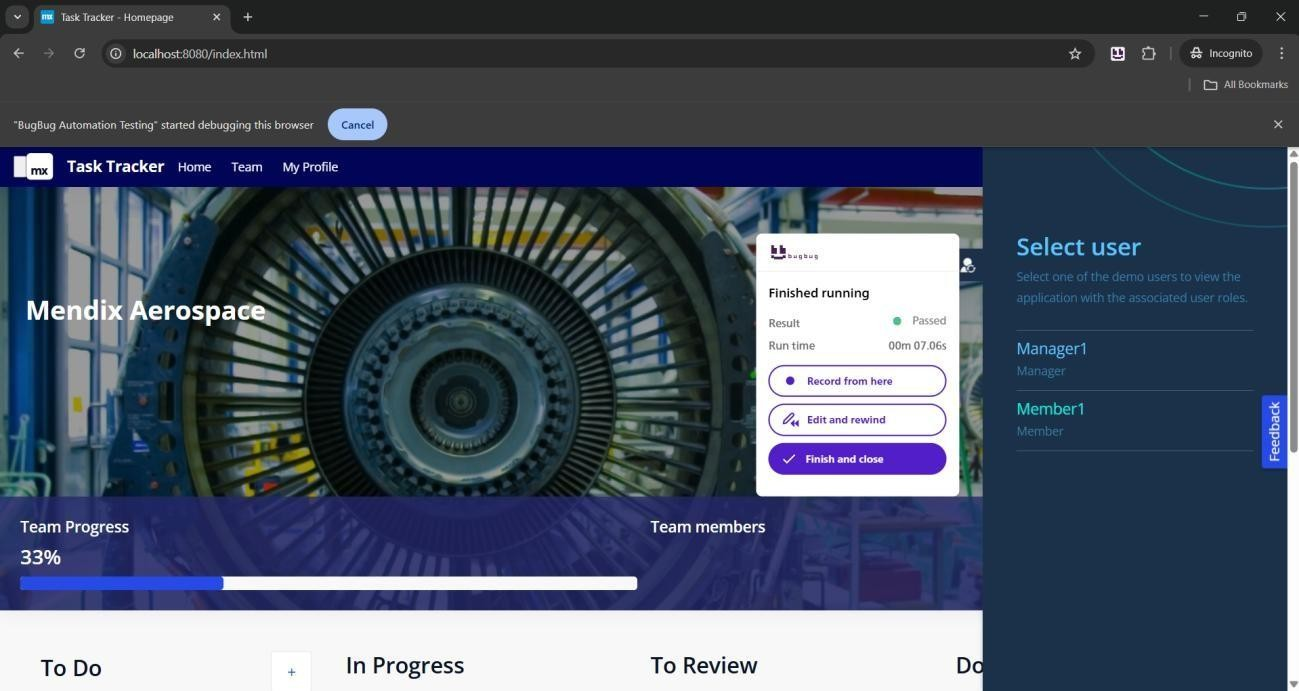 mx
Task Tracker - Homepage
localhost:8080/index.html
Incognito
All Bookmarks
"BugBug Automation Testing" started debugging this browser
Cancel
mx
Task Tracker
Home
Team
My Profile
Mendix Aerospace
bugbug
Finished running
Result
Passed
Run time
00m 07.06s
Record from here
Edit and rewind
Finish and close
Select user
Select one of the demo users to view the
application with the associated user roles.
Manager1
Manager
Member1
Member
Feedback
Team Progress
33%
Team members
To Do
+
In Progress
To Review
Do